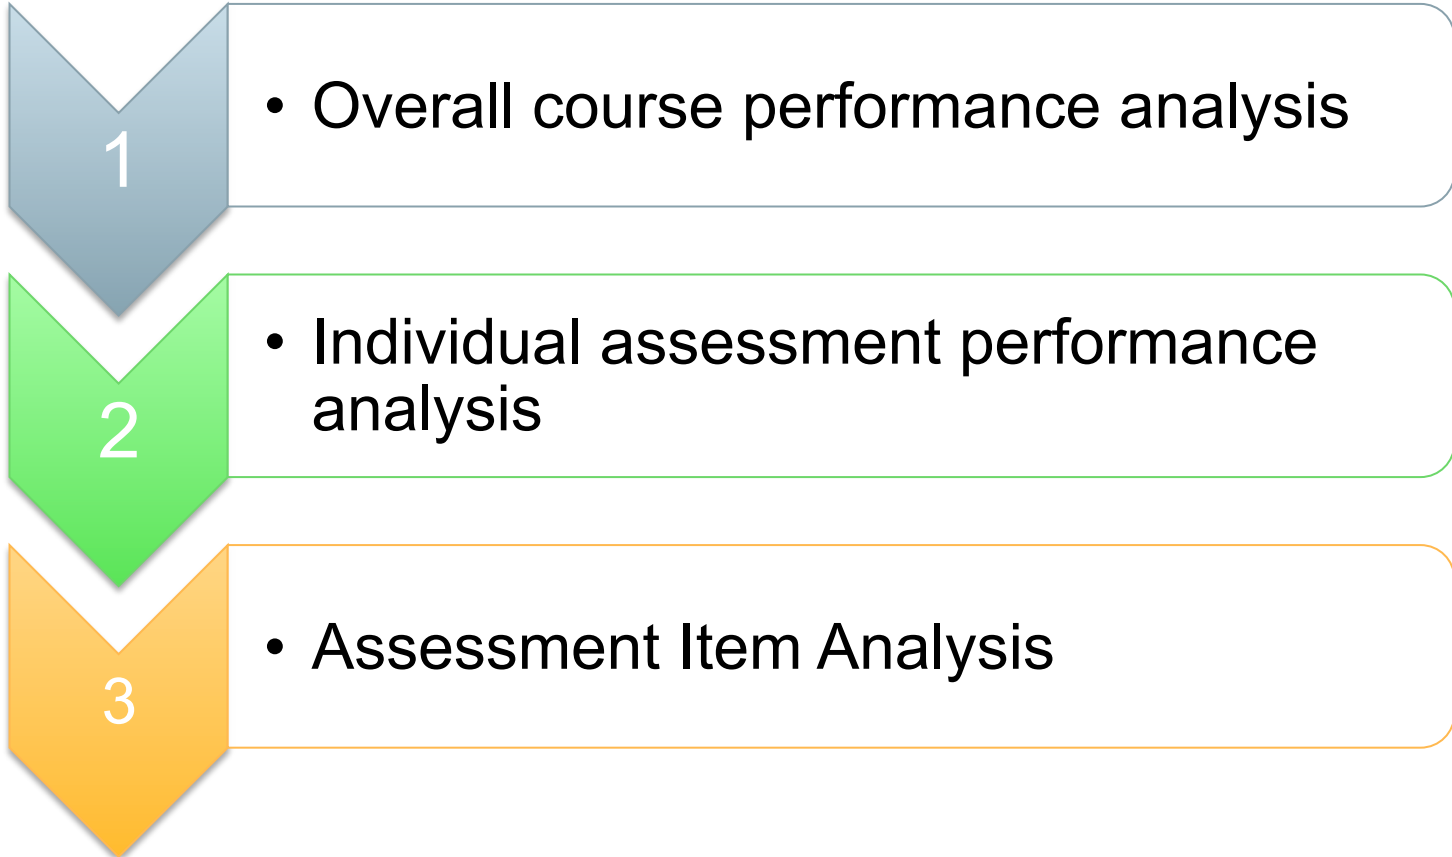 1
• Overall course performance analysis
2
• Individual assessment performance
analysis
3
• Assessment Item Analysis